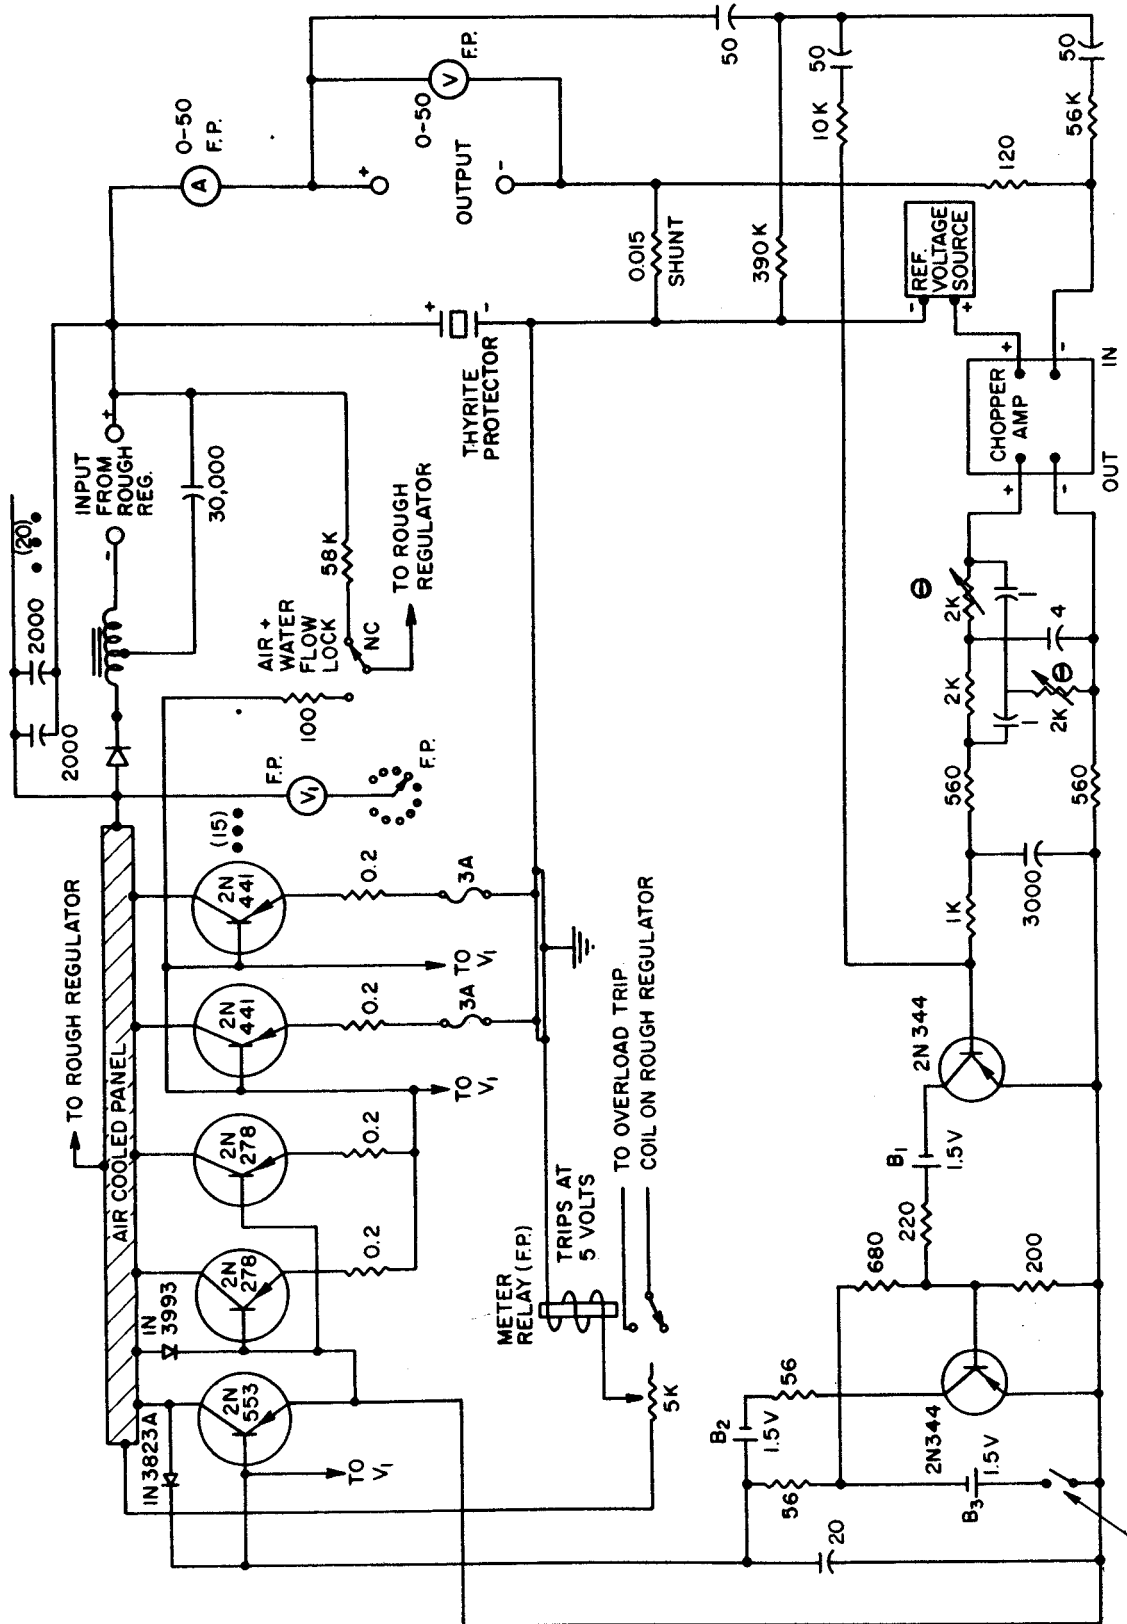 TO ROUGH REGULATOR
AIR COOLED PANEL
IN3823A
2N
553
IN
3993
2N
278
2N
278
2N
441
2N
441
(15)
0.2
0.2
0.2
0.2
3A
3A
TO
V1
TO
V1
TO
V1
V1
F.P.
F.P.
2000
2000
(20)
INPUT
FROM
ROUGH
REG.
-
+
30,000
58K
AIR +
WATER
FLOW
LOCK
NC
100
TO ROUGH
REGULATOR
A
0-50
F.P.
V
0-50
F.P.
+
OUTPUT
-
+
-
THYRITE
PROTECTOR
0.015
SHUNT
390K
50
50
10K
50
56K
120
REF.
VOLTAGE
SOURCE
-
+
CHOPPER
AMP
+
-
+
-
IN
OUT
METER
RELAY (F.P.)
TRIPS AT
5 VOLTS
TO OVERLOAD TRIP
COIL ON ROUGH REGULATOR
5K
B2
1.5V
56
56
2N344
B3
1.5V
20
680
220
200
B1
1.5V
2N344
1K
3000
560
560
2K
2K
2K
1
1
4
Θ
Θ